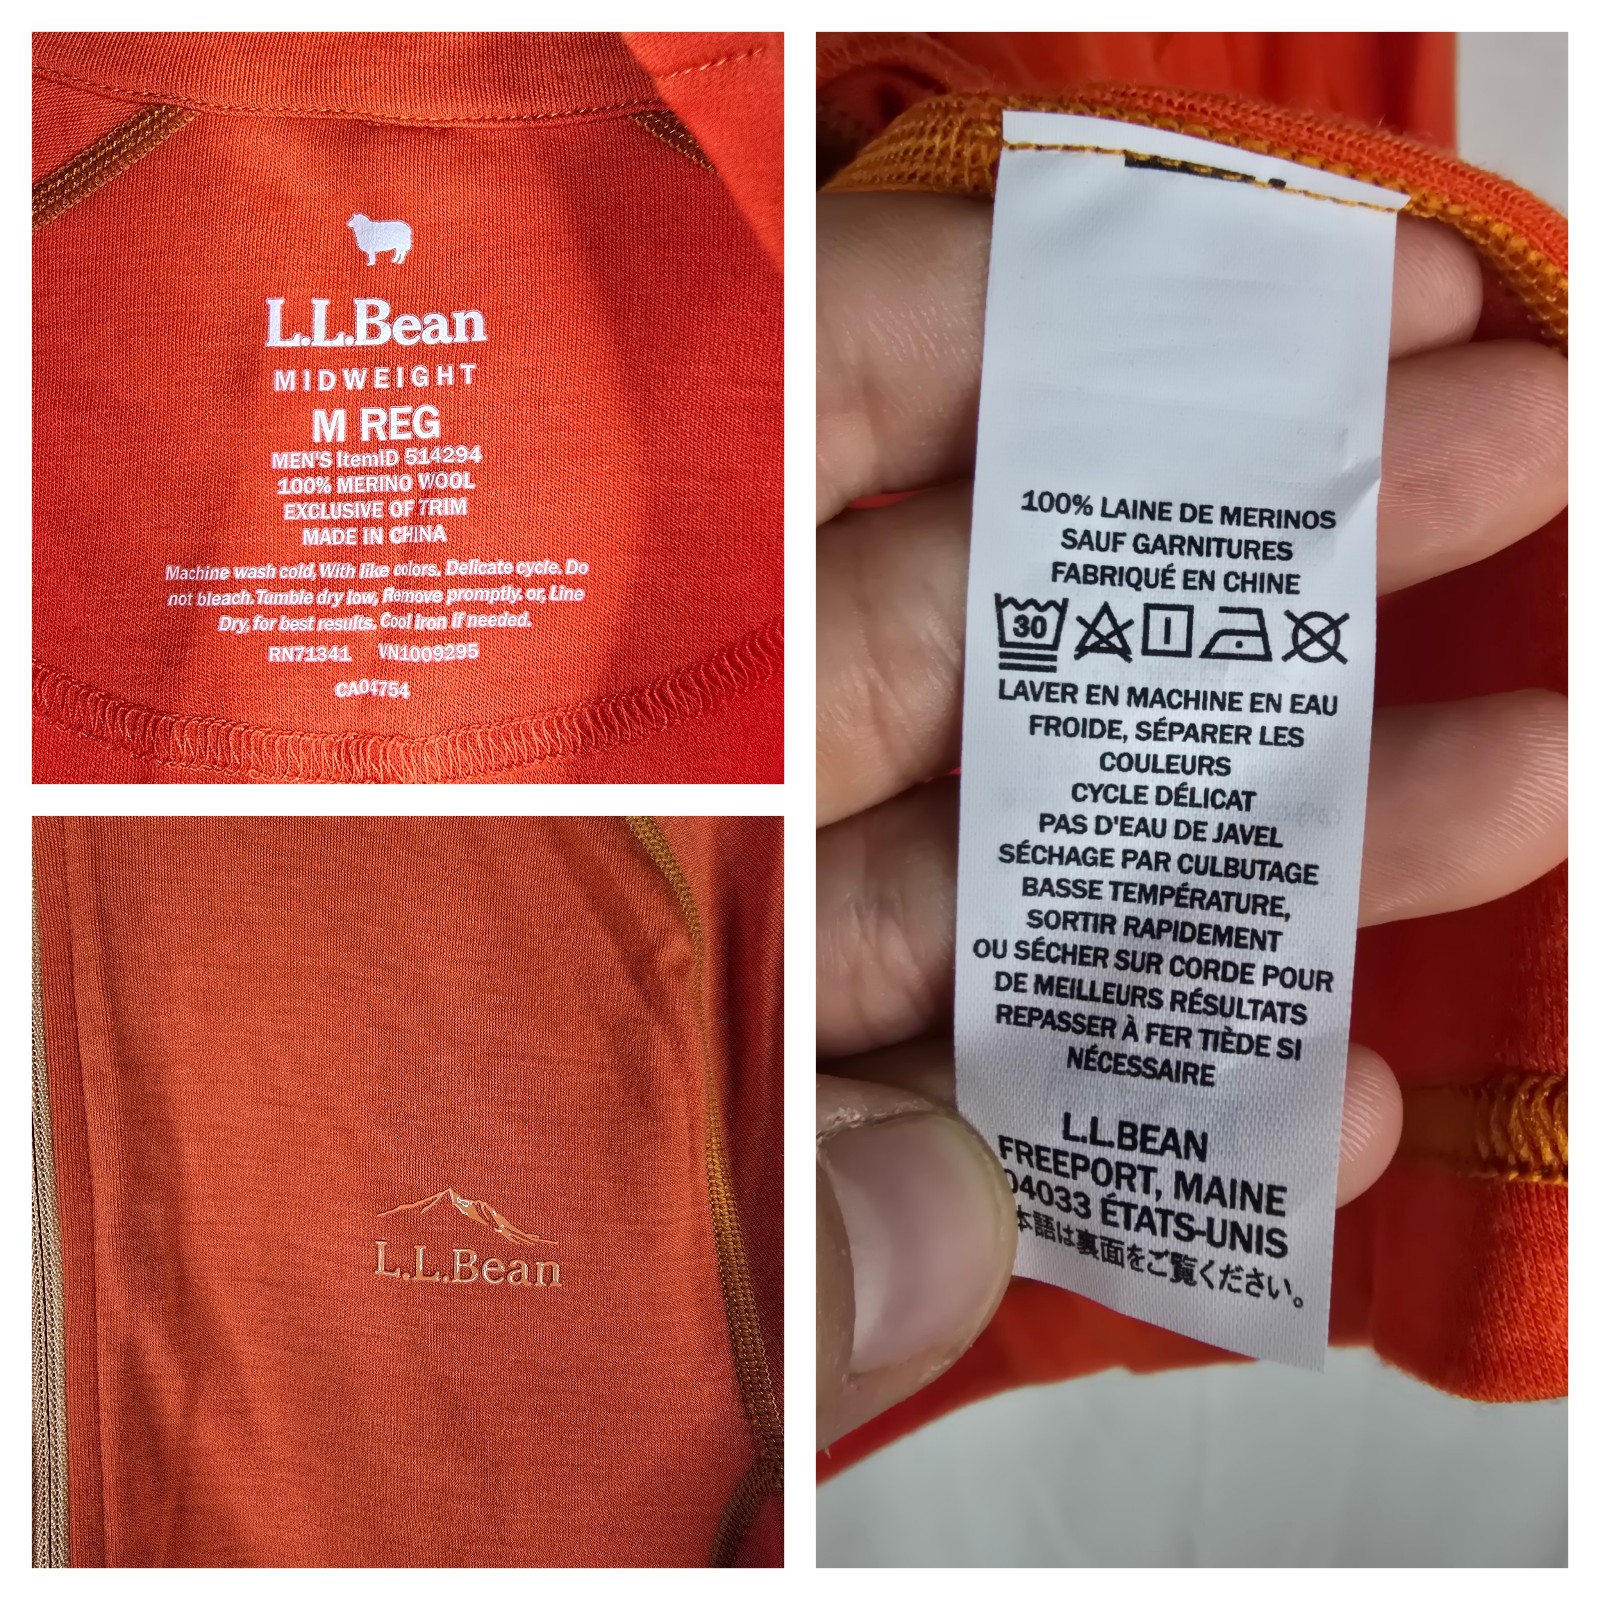 L.L.Bean
MIDWEIGHT
M REG
MEN'S ItemID 514294
100% MERINO WOOL
EXCLUSIVE OF TRIM
MADE IN CHINA
Machine wash cold, With like colors. Delicate cycle. Do
not bleach. Tumble dry low, Remove promptly. or, Line
Dry, for best results. Cool iron if needed.
RN71341 VN1009295
CA04754
L.L.Bean
100% LAINE DE MERINOS
SAUF GARNITURES
FABRIQUÉ EN CHINE
30
LAVER EN MACHINE EN EAU
FROIDE, SÉPARER LES
COULEURS
CYCLE DÉLICAT
PAS D'EAU DE JAVEL
SÉCHAGE PAR CULBUTAGE
BASSE TEMPÉRATURE,
SORTIR RAPIDEMENT
OU SÉCHER SUR CORDE POUR
DE MEILLEURS RÉSULTATS
REPASSER À FER TIÈDE SI
NÉCESSAIRE
L.L.BEAN
FREEPORT, MAINE
04033 ÉTATS-UNIS
本語は裏面をご覧ください。